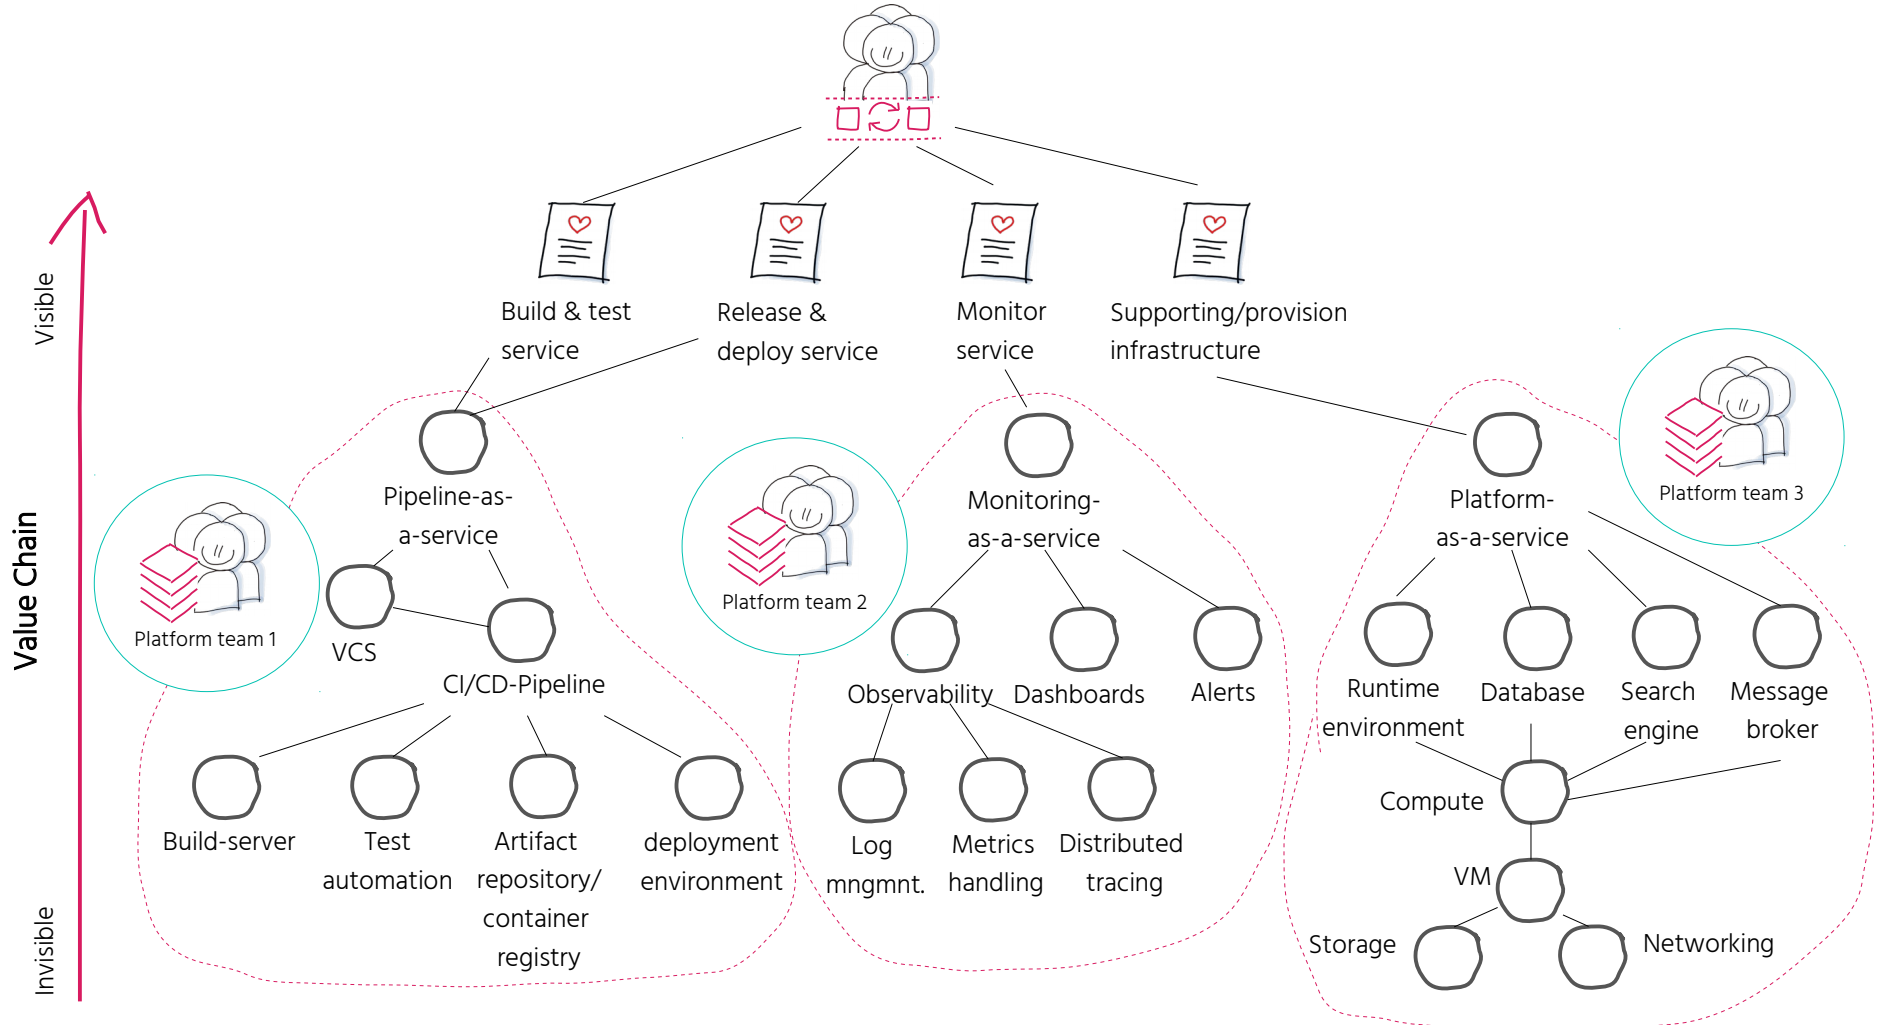 Visible
Value Chain
Invisible
Build & test
service
Release &
deploy service
Monitor
service
Supporting/provision
infrastructure
Platform team 1
Pipeline-as-
a-service
VCS
CI/CD-Pipeline
Build-server
Test
automation
Artifact
repository/
container
registry
deployment
environment
Platform team 2
Monitoring-
as-a-service
Observability
Dashboards
Alerts
Log
mngmnt.
Metrics
handling
Distributed
tracing
Platform team 3
Platform-
as-a-service
Runtime
environment
Database
Search
engine
Message
broker
Compute
VM
Storage
Networking